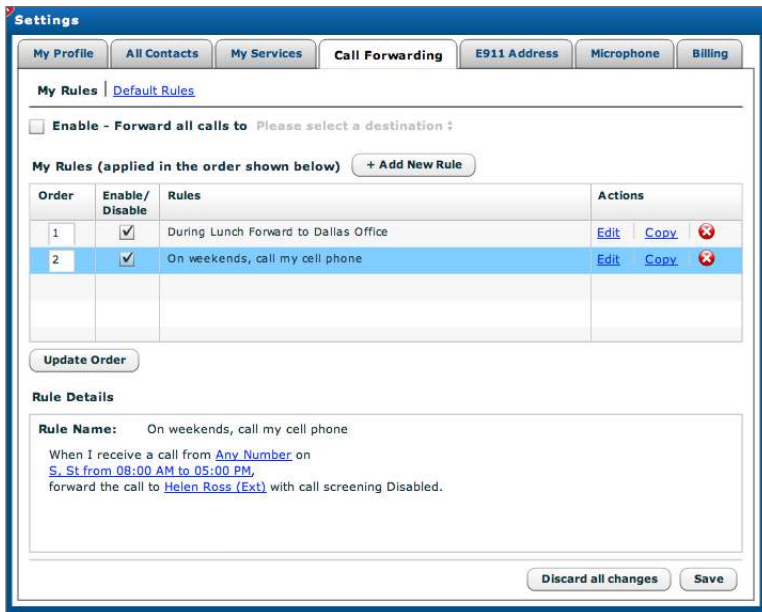 Settings
My Profile All Contacts My Services Call Forwarding E911 Address Microphone Billing
My Rules | Default Rules
Enable - Forward all calls to Please select a destination
My Rules (applied in the order shown below) + Add New Rule
Order Enable/ Rules Actions
Disable
1 During Lunch Forward to Dallas Office Edit Copy
2 On weekends, call my cell phone Edit Copy
Update Order
Rule Details
Rule Name: On weekends, call my cell phone
When I receive a call from Any Number on
S, St from 08:00 AM to 05:00 PM,
forward the call to Helen Ross (Ext) with call screening Disabled.
Discard all changes Save